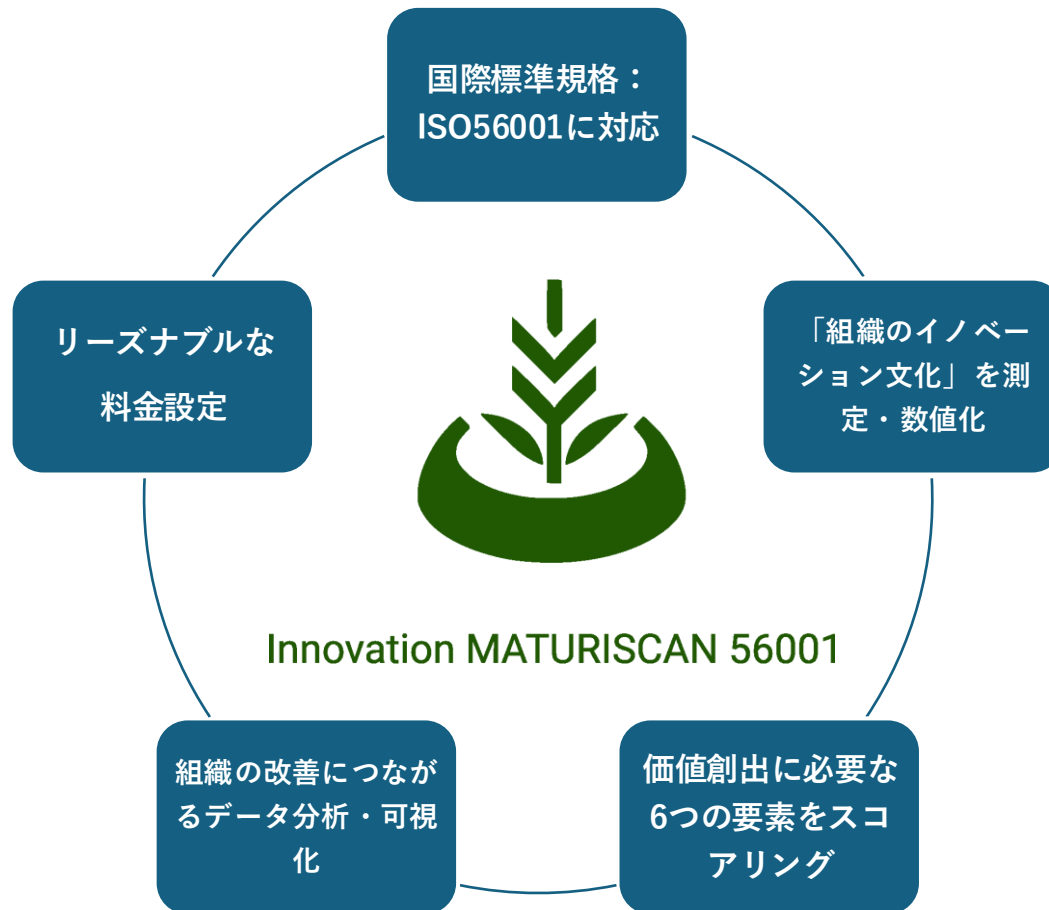 国際標準規格：
ISO56001に対応
リーズナブルな
料金設定
「組織のイノベー
ション文化」を測
定・数値化
Innovation MATURISCAN 56001
組織の改善につなが
るデータ分析・可視
化
価値創出に必要な
6つの要素をスコ
アリング